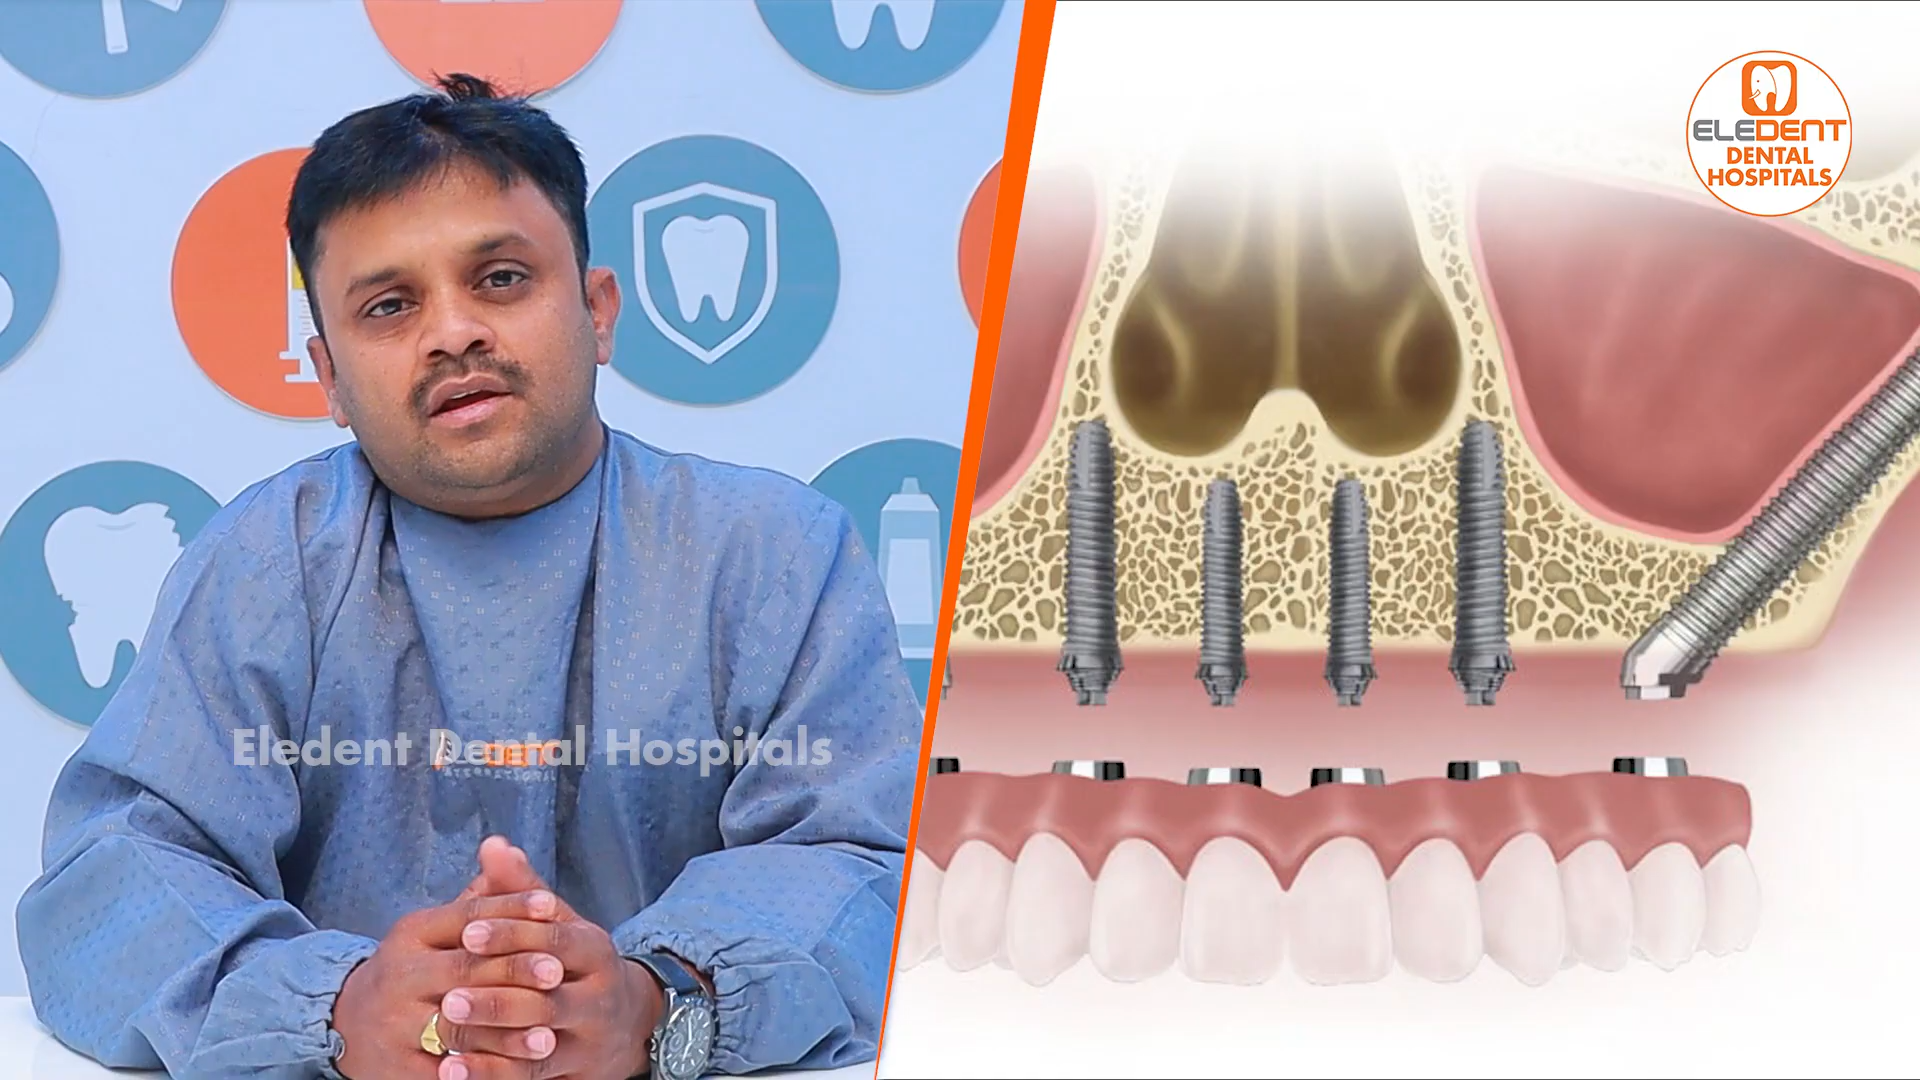 ELEDENT
DENTAL
HOSPITALS
Eledent Dental Hospitals